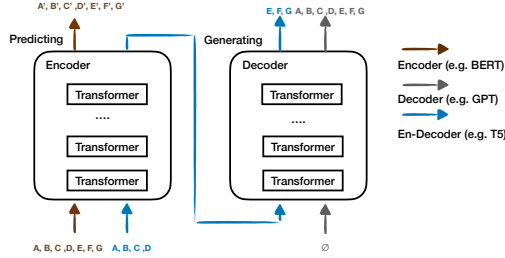 A', B', C' ,D', E', F', G'
E, F, G A, B, C ,D, E, F, G
Predicting
Generating
Encoder
Decoder
Transformer
Transformer
....
....
Transformer
Transformer
Transformer
Transformer
A, B, C ,D, E, F, G
A, B, C ,D
∅
Encoder (e.g. BERT)
Decoder (e.g. GPT)
En-Decoder (e.g. T5)